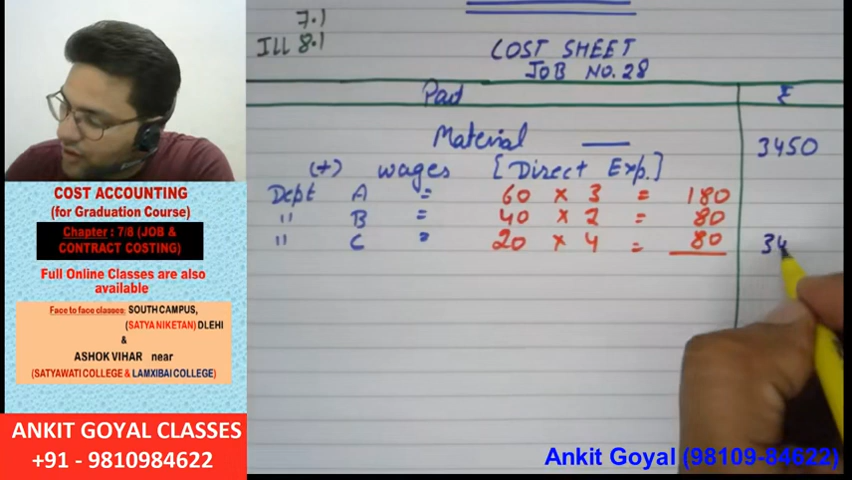 7.1
Ill 8.1
COST SHEET
JOB NO. 28
Part ₹
Material 3450
(+) wages [Direct Exp.]
Dept A = 60 x 3 = 180
" B = 40 x 2 = 80
" C = 20 x 4 = 80 34
COST ACCOUNTING
(for Graduation Course)
Chapter : 7/8 (JOB &
CONTRACT COSTING)
Full Online Classes are also
available
Face to face classes: SOUTH CAMPUS,
(SATYA NIKETAN) DLEHI
&
ASHOK VIHAR near
(SATYAWATI COLLEGE & LAMXIBAI COLLEGE)
ANKIT GOYAL CLASSES
+91 - 9810984622
Ankit Goyal (98109-84622)